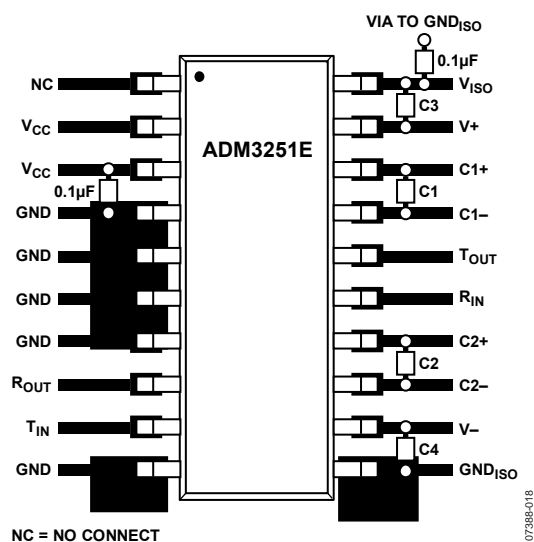 VIA TO GNDISO
0.1µF
NC
VISO
C3
VCC
V+
ADM3251E
VCC
C1+
0.1µF
C1
GND
C1–
GND
TOUT
GND
RIN
GND
C2+
C2
ROUT
C2–
TIN
V–
C4
GND
GNDISO
NC = NO CONNECT
07388-018